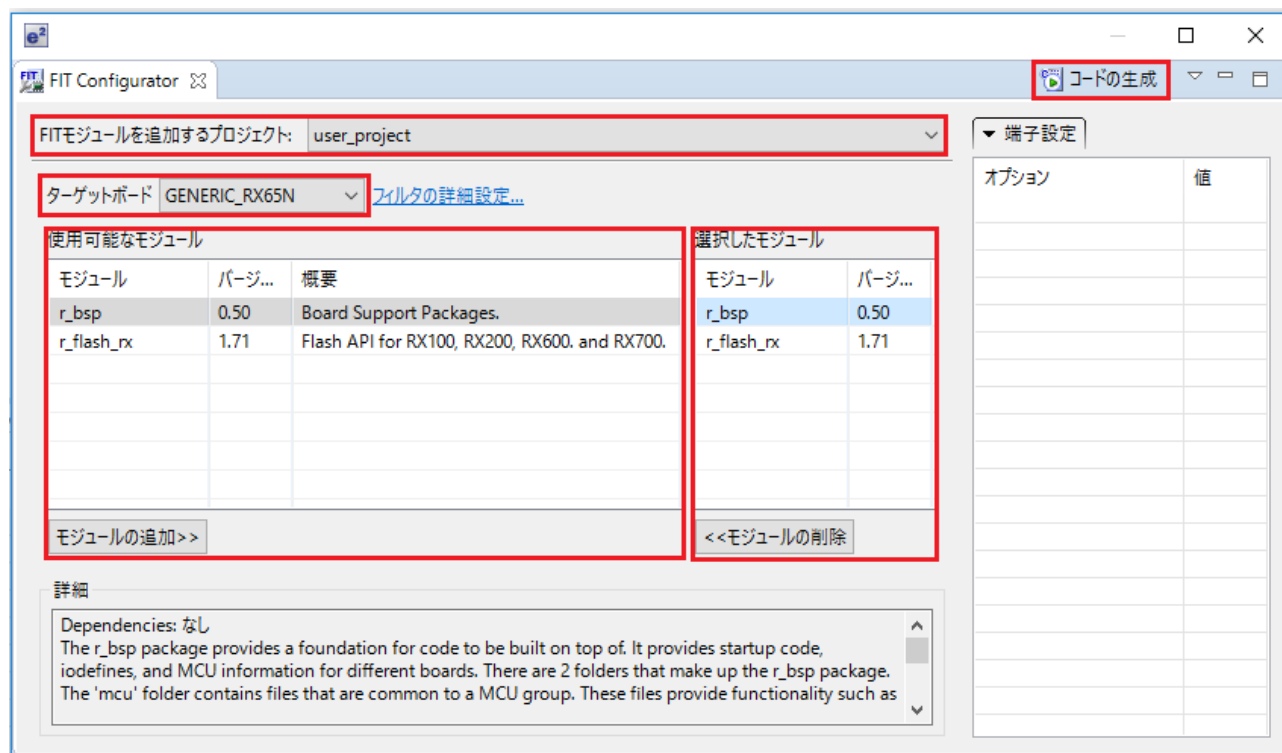 e²
FIT Configurator
コードの生成
FITモジュールを追加するプロジェクト: user_project
端子設定
ターゲットボード GENERIC_RX65N フィルタの詳細設定...
オプション 値
使用可能なモジュール
モジュール バージ... 概要
r_bsp 0.50 Board Support Packages.
r_flash_rx 1.71 Flash API for RX100, RX200, RX600. and RX700.
モジュールの追加>>
選択したモジュール
モジュール バージ...
r_bsp 0.50
r_flash_rx 1.71
<<モジュールの削除
詳細
Dependencies: なし
The r_bsp package provides a foundation for code to be built on top of. It provides startup code,
iodefines, and MCU information for different boards. There are 2 folders that make up the r_bsp package.
The 'mcu' folder contains files that are common to a MCU group. These files provide functionality such as